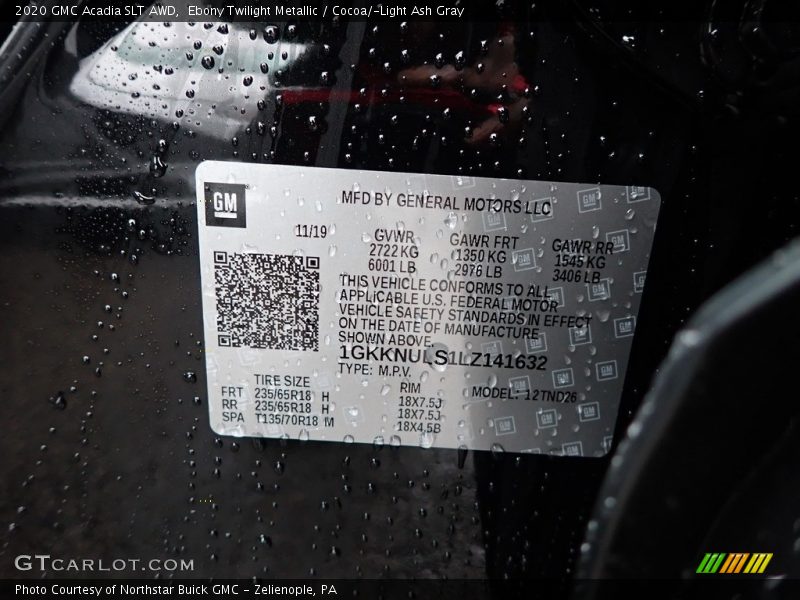 2020 GMC Acadia SLT AWD,  Ebony Twilight Metallic / Cocoa/­Light Ash Gray
GM
MFD BY GENERAL MOTORS LLC
11/19
GVWR GAWR FRT GAWR RR
2722 KG 1350 KG 1545 KG
6001 LB 2976 LB 3406 LB
THIS VEHICLE CONFORMS TO ALL
APPLICABLE U.S. FEDERAL MOTOR
VEHICLE SAFETY STANDARDS IN EFFECT
ON THE DATE OF MANUFACTURE
SHOWN ABOVE.
1GKKNULS1LZ141632
TYPE: M.P.V.
TIRE SIZE RIM MODEL: 12TND26
FRT 235/65R18 H 18X7.5J
RR 235/65R18 H 18X7.5J
SPA T135/70R18 M 18X4.5B
GTCARLOT.COM
Photo Courtesy of Northstar Buick GMC - Zelienople, PA